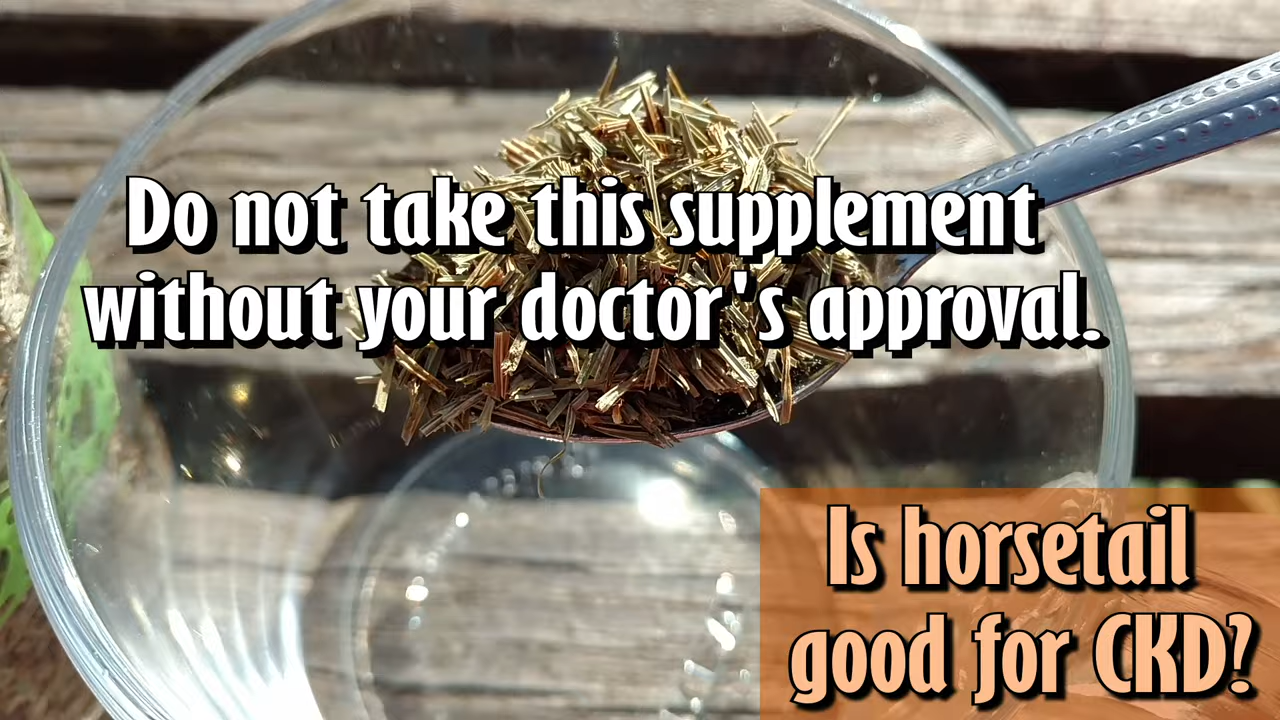 Do not take this supplement
without your doctor's approval.
Is horsetail
good for CKD?